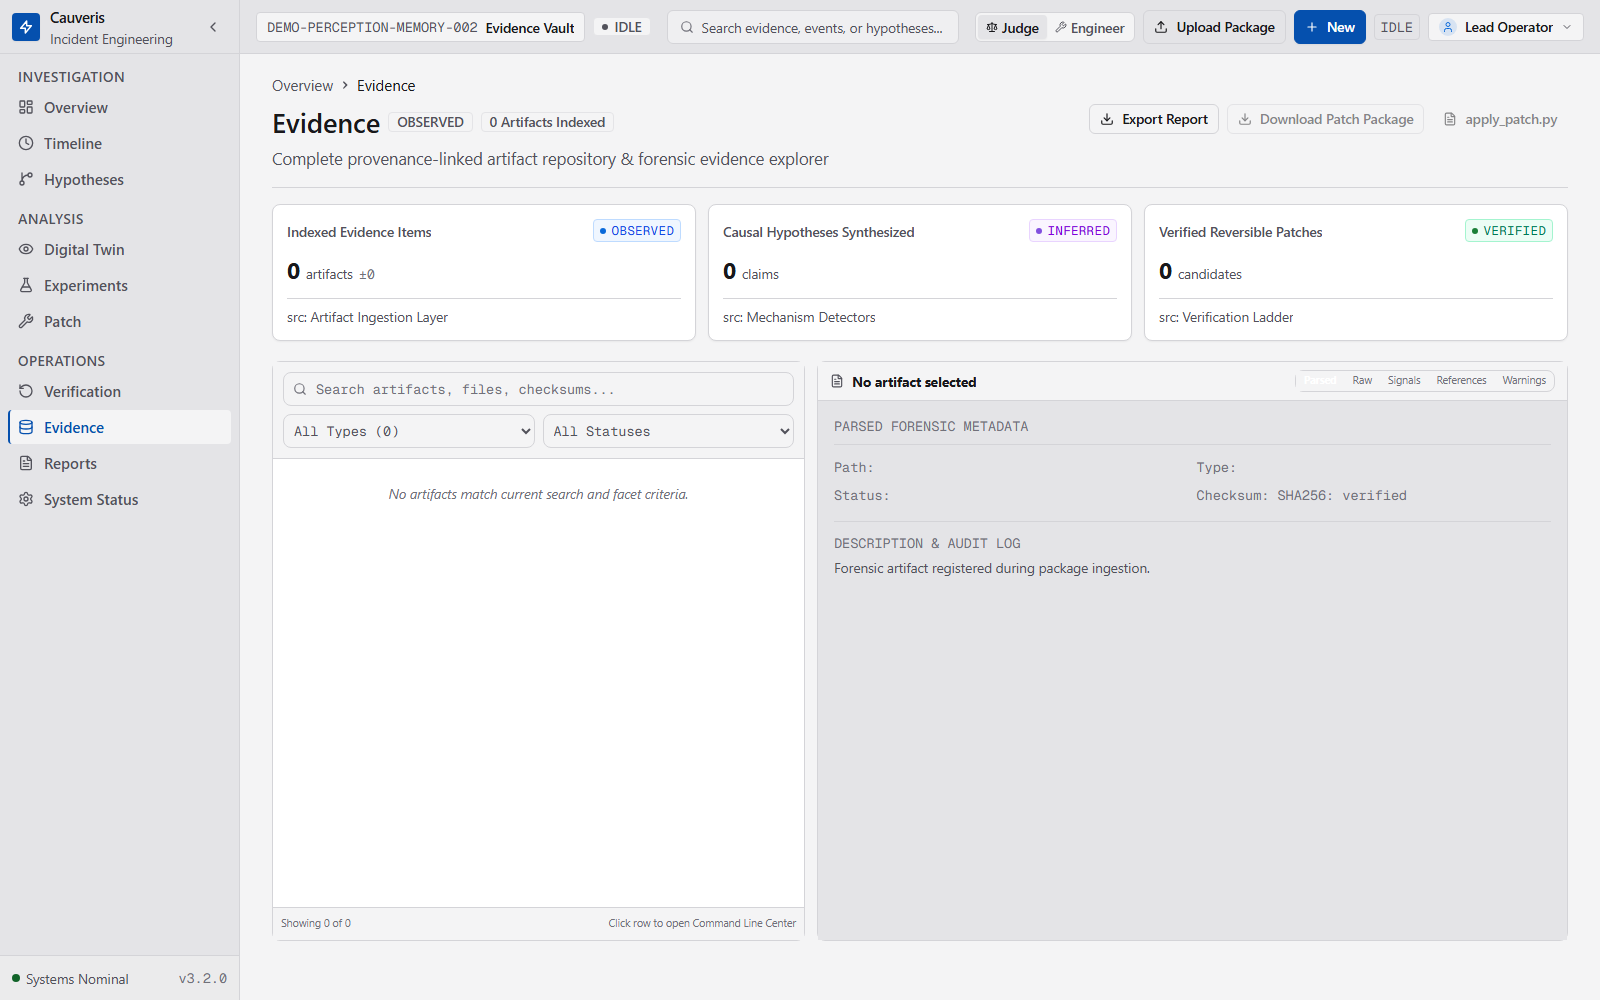 Cauveris
Incident Engineering
DEMO-PERCEPTION-MEMORY-002 Evidence Vault
IDLE
Search evidence, events, or hypotheses...
Judge
Engineer
Upload Package
New
IDLE
Lead Operator
INVESTIGATION
Overview
Timeline
Hypotheses
ANALYSIS
Digital Twin
Experiments
Patch
OPERATIONS
Verification
Evidence
Reports
System Status
Systems Nominal v3.2.0
Overview > Evidence
Evidence OBSERVED 0 Artifacts Indexed
Export Report
Download Patch Package
apply_patch.py
Complete provenance-linked artifact repository & forensic evidence explorer
Indexed Evidence Items OBSERVED
0 artifacts ±0
src: Artifact Ingestion Layer
Causal Hypotheses Synthesized INFERRED
0 claims
src: Mechanism Detectors
Verified Reversible Patches VERIFIED
0 candidates
src: Verification Ladder
Search artifacts, files, checksums...
All Types (0) All Statuses
No artifacts match current search and facet criteria.
Showing 0 of 0 Click row to open Command Line Center
No artifact selected
Parsed Raw Signals References Warnings
PARSED FORENSIC METADATA
Path: Type:
Status: Checksum: SHA256: verified
DESCRIPTION & AUDIT LOG
Forensic artifact registered during package ingestion.